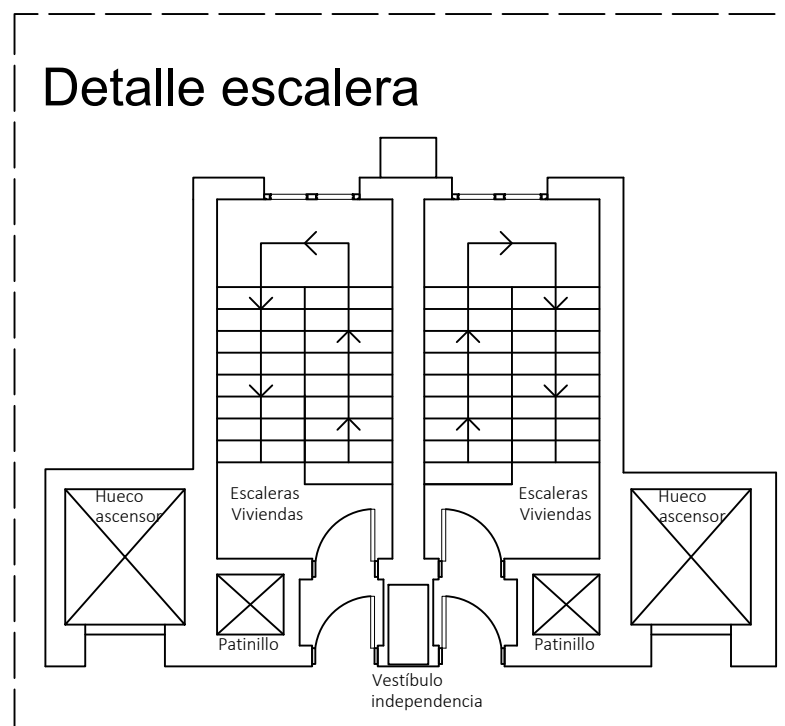 Detalle escalera
Hueco
ascensor
Escaleras
Viviendas
Escaleras
Viviendas
Hueco
ascensor
Patinillo
Patinillo
Vestíbulo
independencia